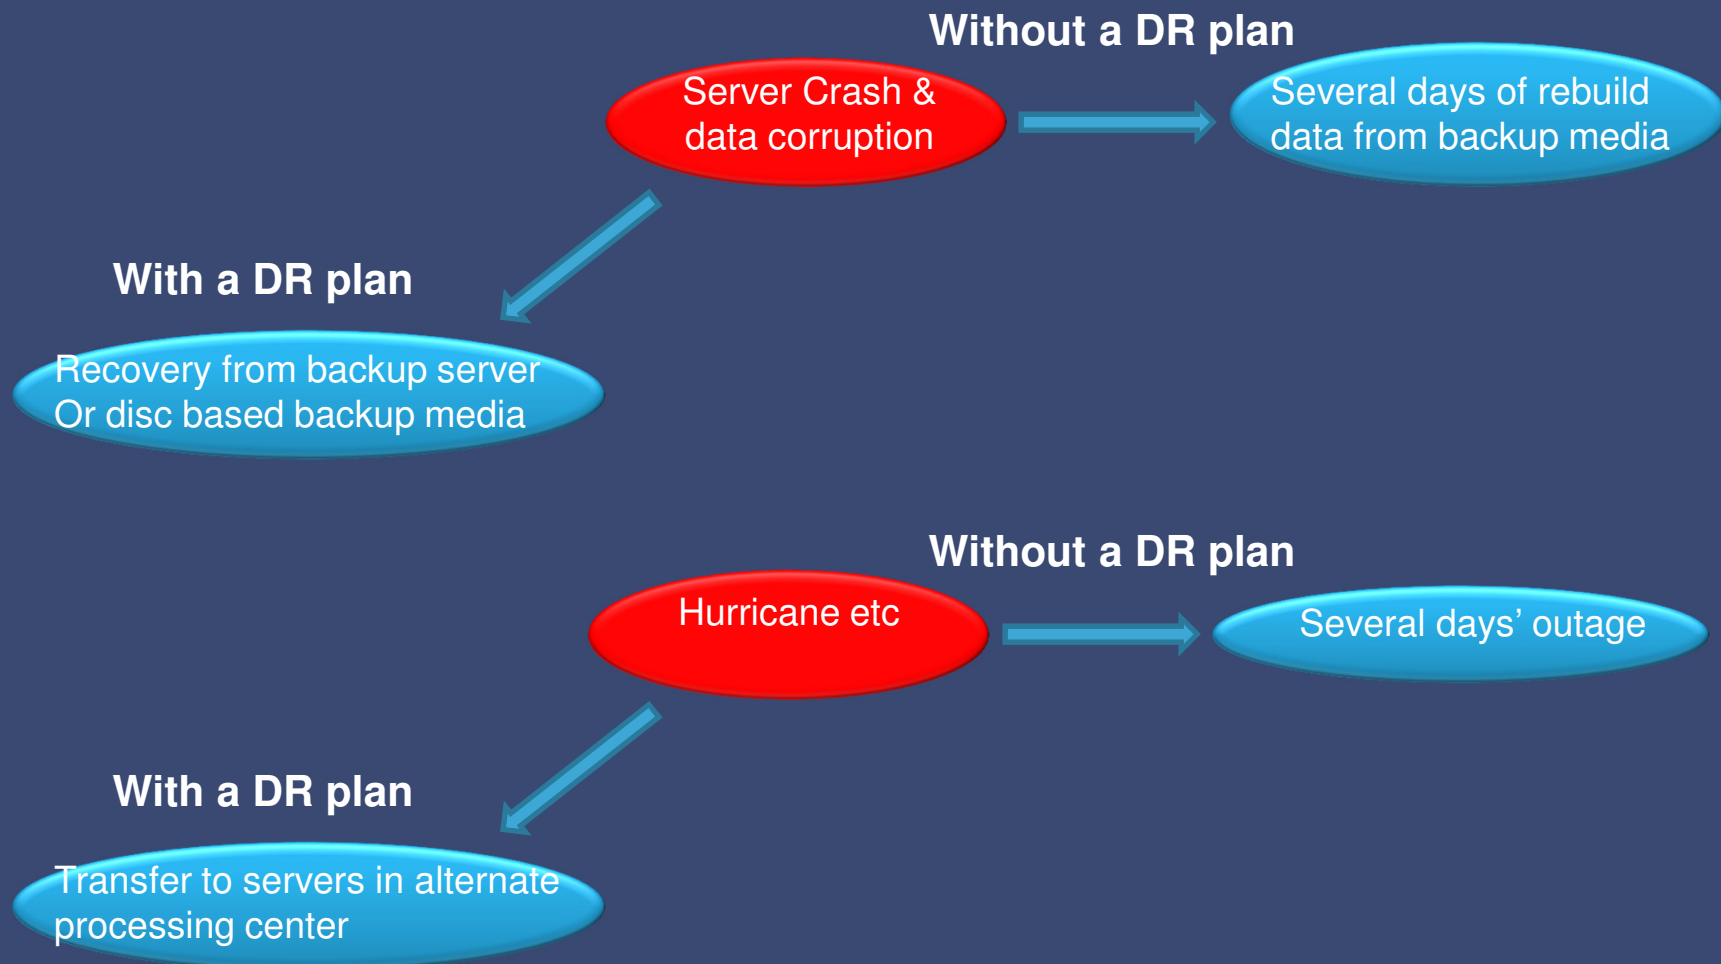 Without a DR plan
Server Crash &
data corruption
Several days of rebuild
data from backup media
With a DR plan
Recovery from backup server
Or disc based backup media
Without a DR plan
Hurricane etc
Several days’ outage
With a DR plan
Transfer to servers in alternate
processing center